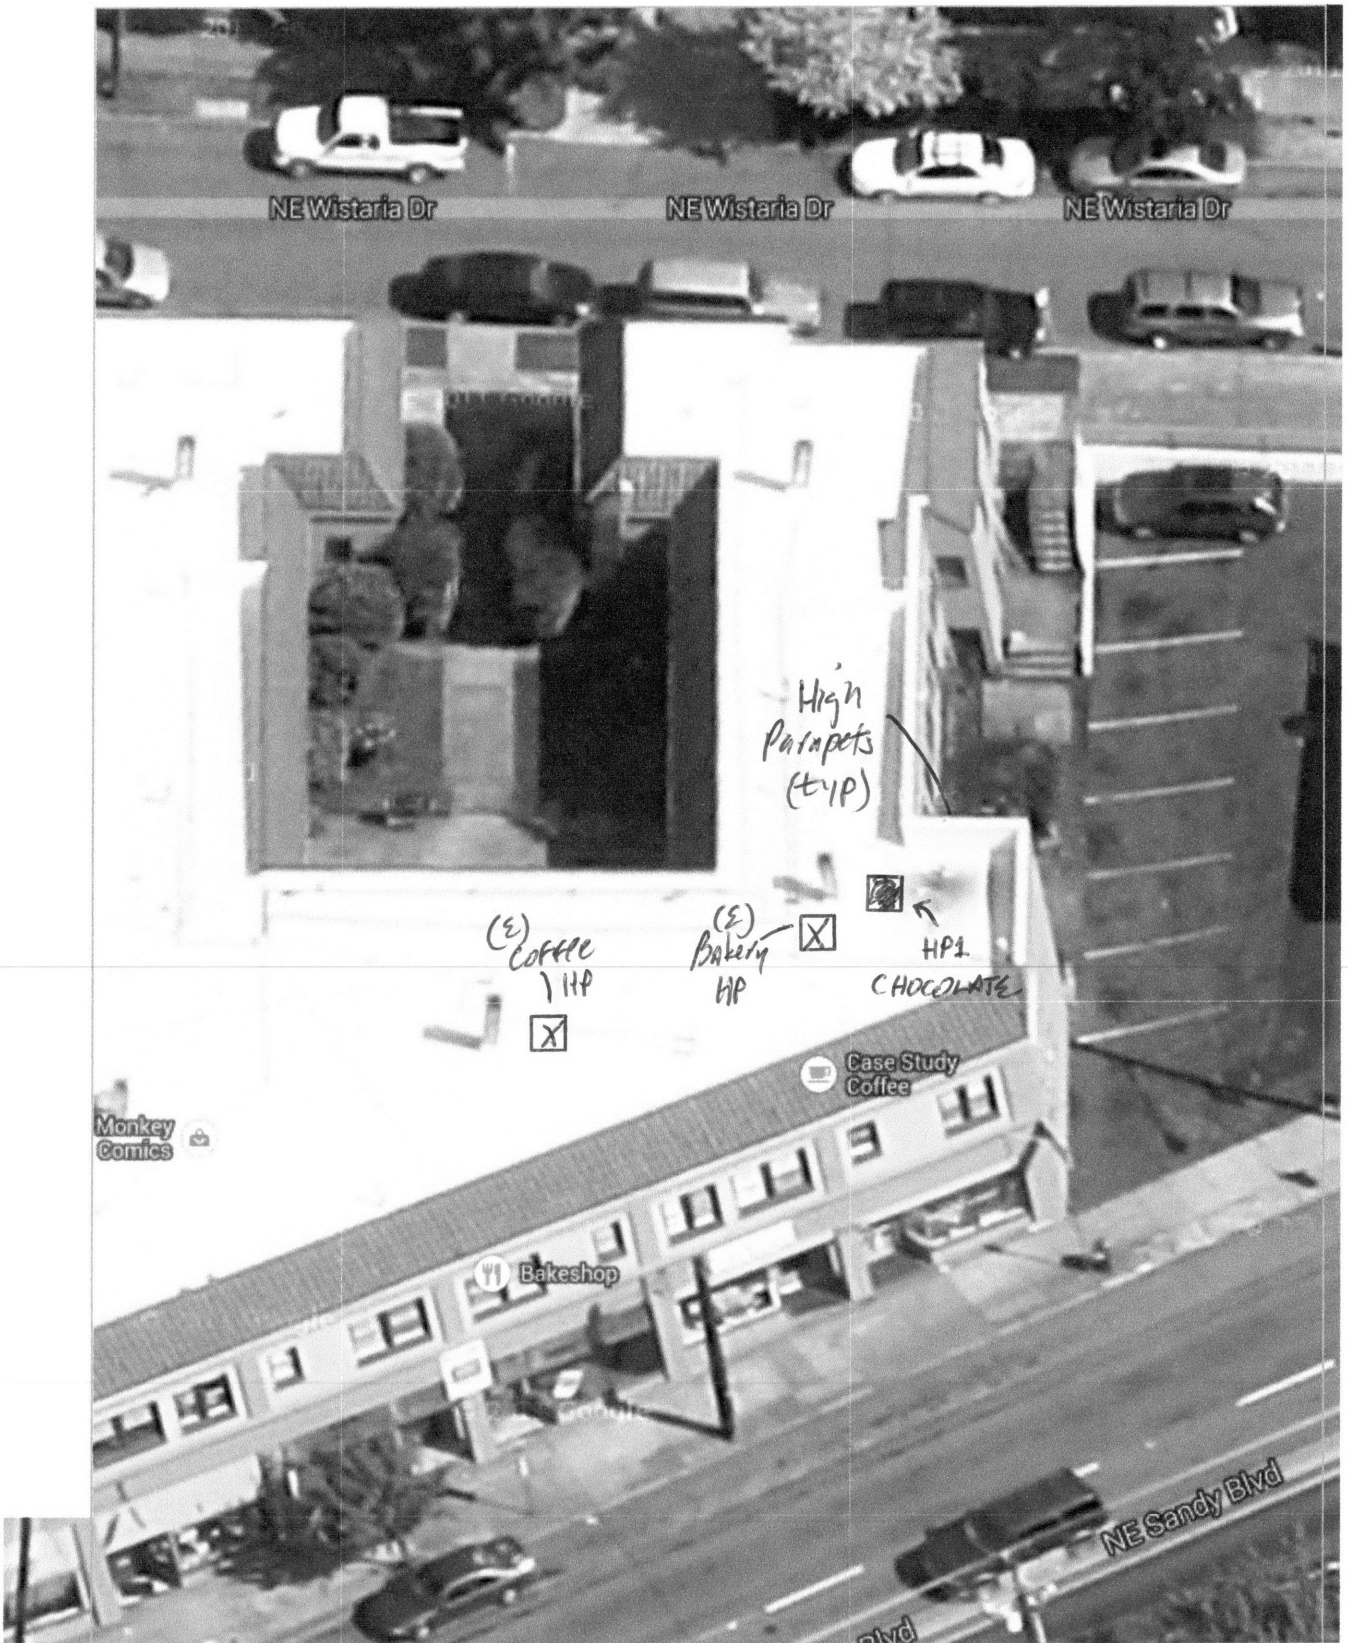 NE Wistaria Dr
NE Wistaria Dr
NE Wistaria Dr
High
Parapets
(typ)
(E)
Coffee
HP
(E)
Bakery
HP
HP1
CHOCOLATE
X
X
Case Study
Coffee
Monkey
Comics
Bakeshop
Google
NE Sandy Blvd
Blvd